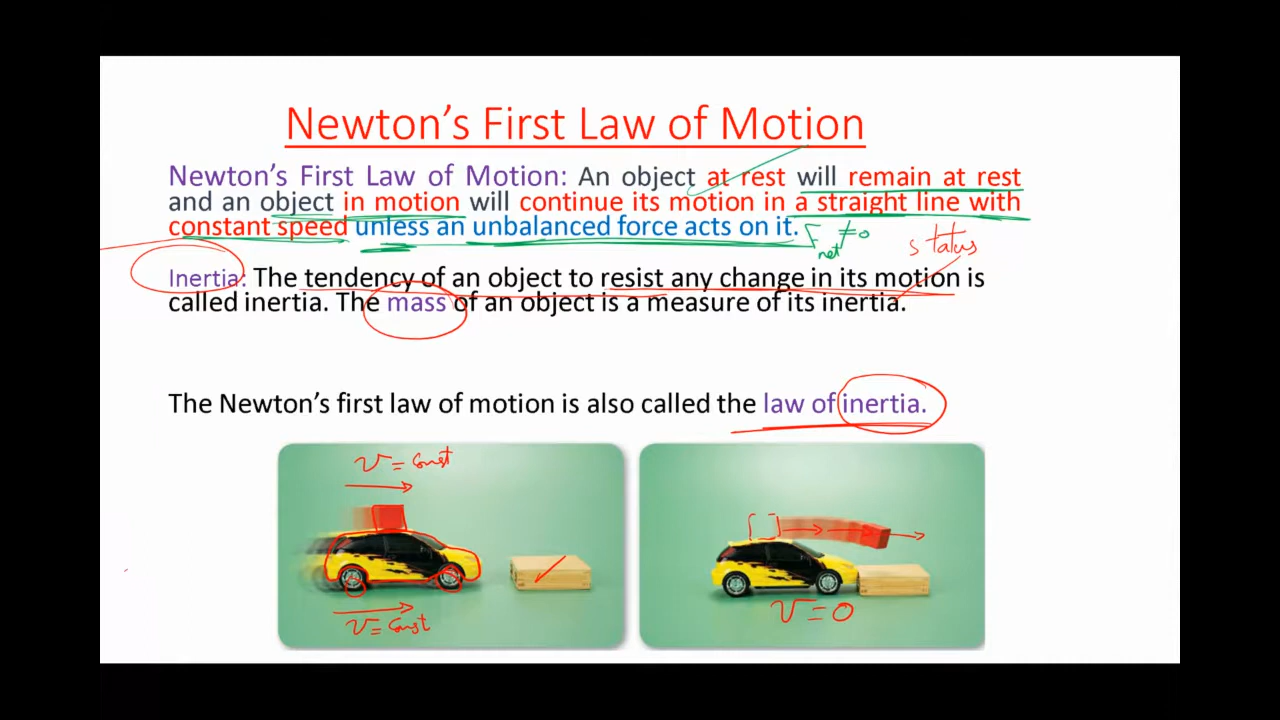 Newton's First Law of Motion
Newton's First Law of Motion: An object at rest will remain at rest
and an object in motion will continue its motion in a straight line with
constant speed unless an unbalanced force acts on it. F net ≠ 0
status
Inertia: The tendency of an object to resist any change in its motion is
called inertia. The mass of an object is a measure of its inertia.
The Newton's first law of motion is also called the law of inertia.
v = const
v = const
v = 0